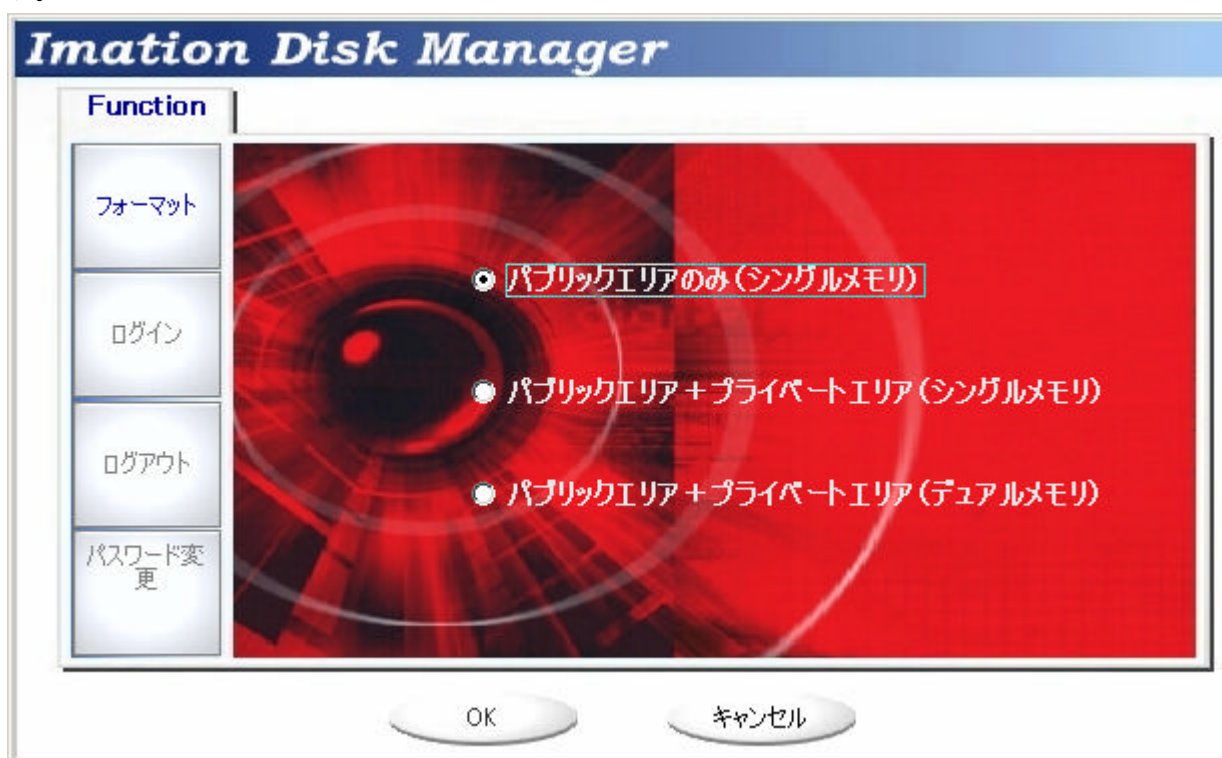 Imation Disk Manager
Function
フォーマット
ログイン
ログアウト
パスワード変
更
パブリックエリアのみ(シングルメモリ)
パブリックエリア+プライベートエリア(シングルメモリ)
パブリックエリア+プライベートエリア(デュアルメモリ)
OK
キャンセル